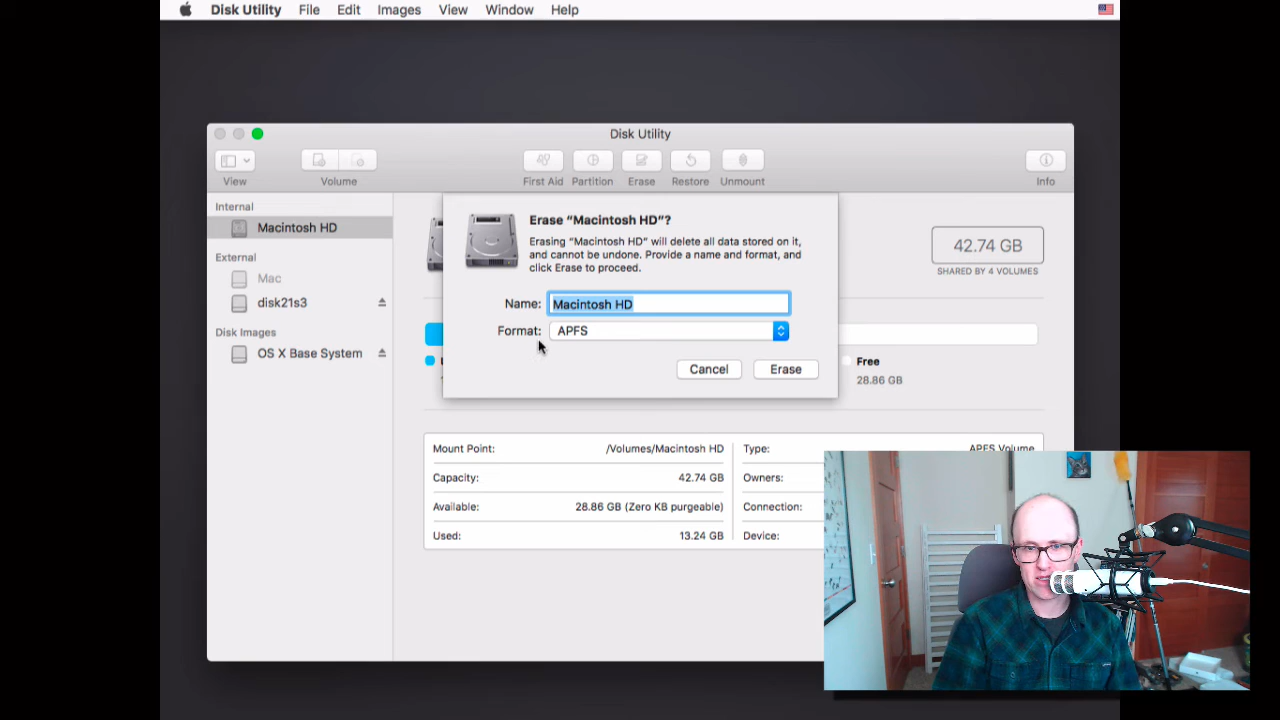 Disk Utility File Edit Images View Window Help
Disk Utility
View Volume First Aid Partition Erase Restore Unmount Info
Internal
Macintosh HD
External
Mac
disk21s3
Disk Images
OS X Base System
Erase “Macintosh HD”?
Erasing “Macintosh HD” will delete all data stored on it,
and cannot be undone. Provide a name and format, and
click Erase to proceed.
Name: Macintosh HD
Format: APFS
Cancel Erase
42.74 GB
SHARED BY 4 VOLUMES
Free
28.86 GB
Mount Point: /Volumes/Macintosh HD
Capacity: 42.74 GB
Available: 28.86 GB (Zero KB purgeable)
Used: 13.24 GB
Type: APFS Volume
Owners:
Connection:
Device: